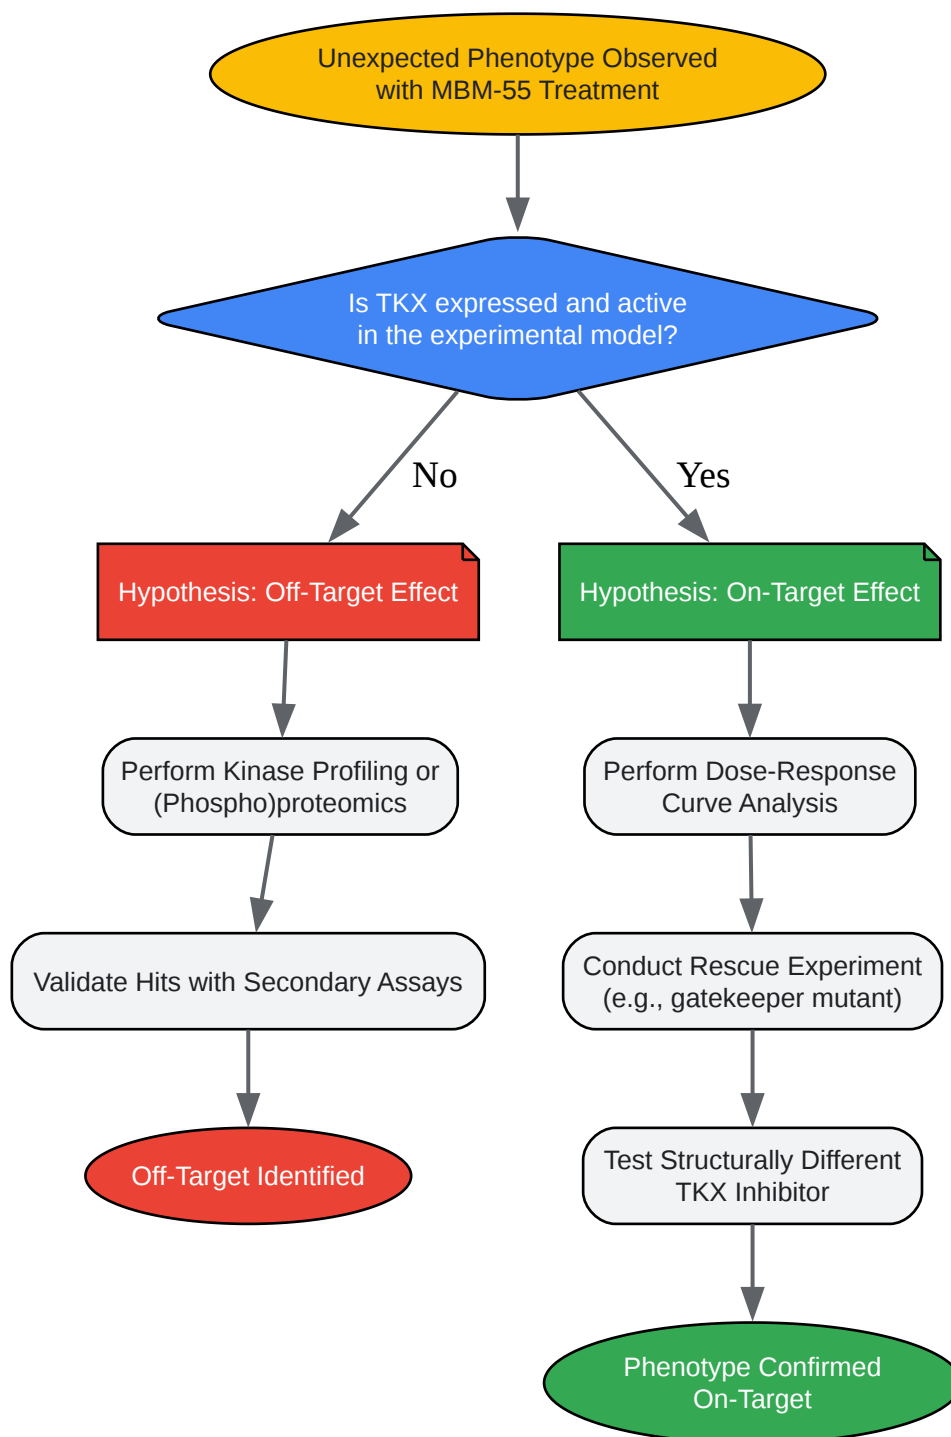 Unexpected Phenotype Observed
with MBM-55 Treatment
Is TKX expressed and active
in the experimental model?
No
Yes
Hypothesis: Off-Target Effect
Hypothesis: On-Target Effect
Perform Kinase Profiling or
(Phospho)proteomics
Perform Dose-Response
Curve Analysis
Validate Hits with Secondary Assays
Conduct Rescue Experiment
(e.g., gatekeeper mutant)
Off-Target Identified
Test Structurally Different
TKX Inhibitor
Phenotype Confirmed
On-Target